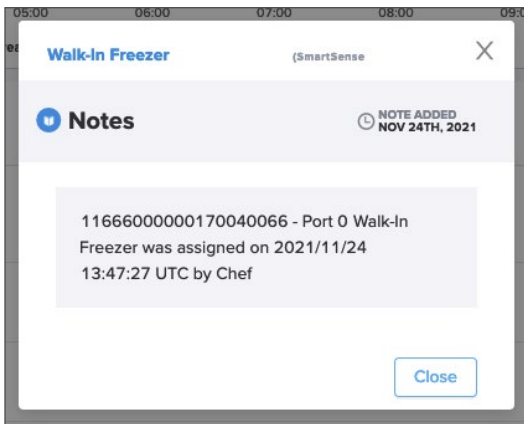 05:00 06:00 07:00 08:00 09:
Walk-In Freezer (SmartSense
Notes
NOTE ADDED
NOV 24TH, 2021
11666000000170040066 - Port 0 Walk-In
Freezer was assigned on 2021/11/24
13:47:27 UTC by Chef
Close